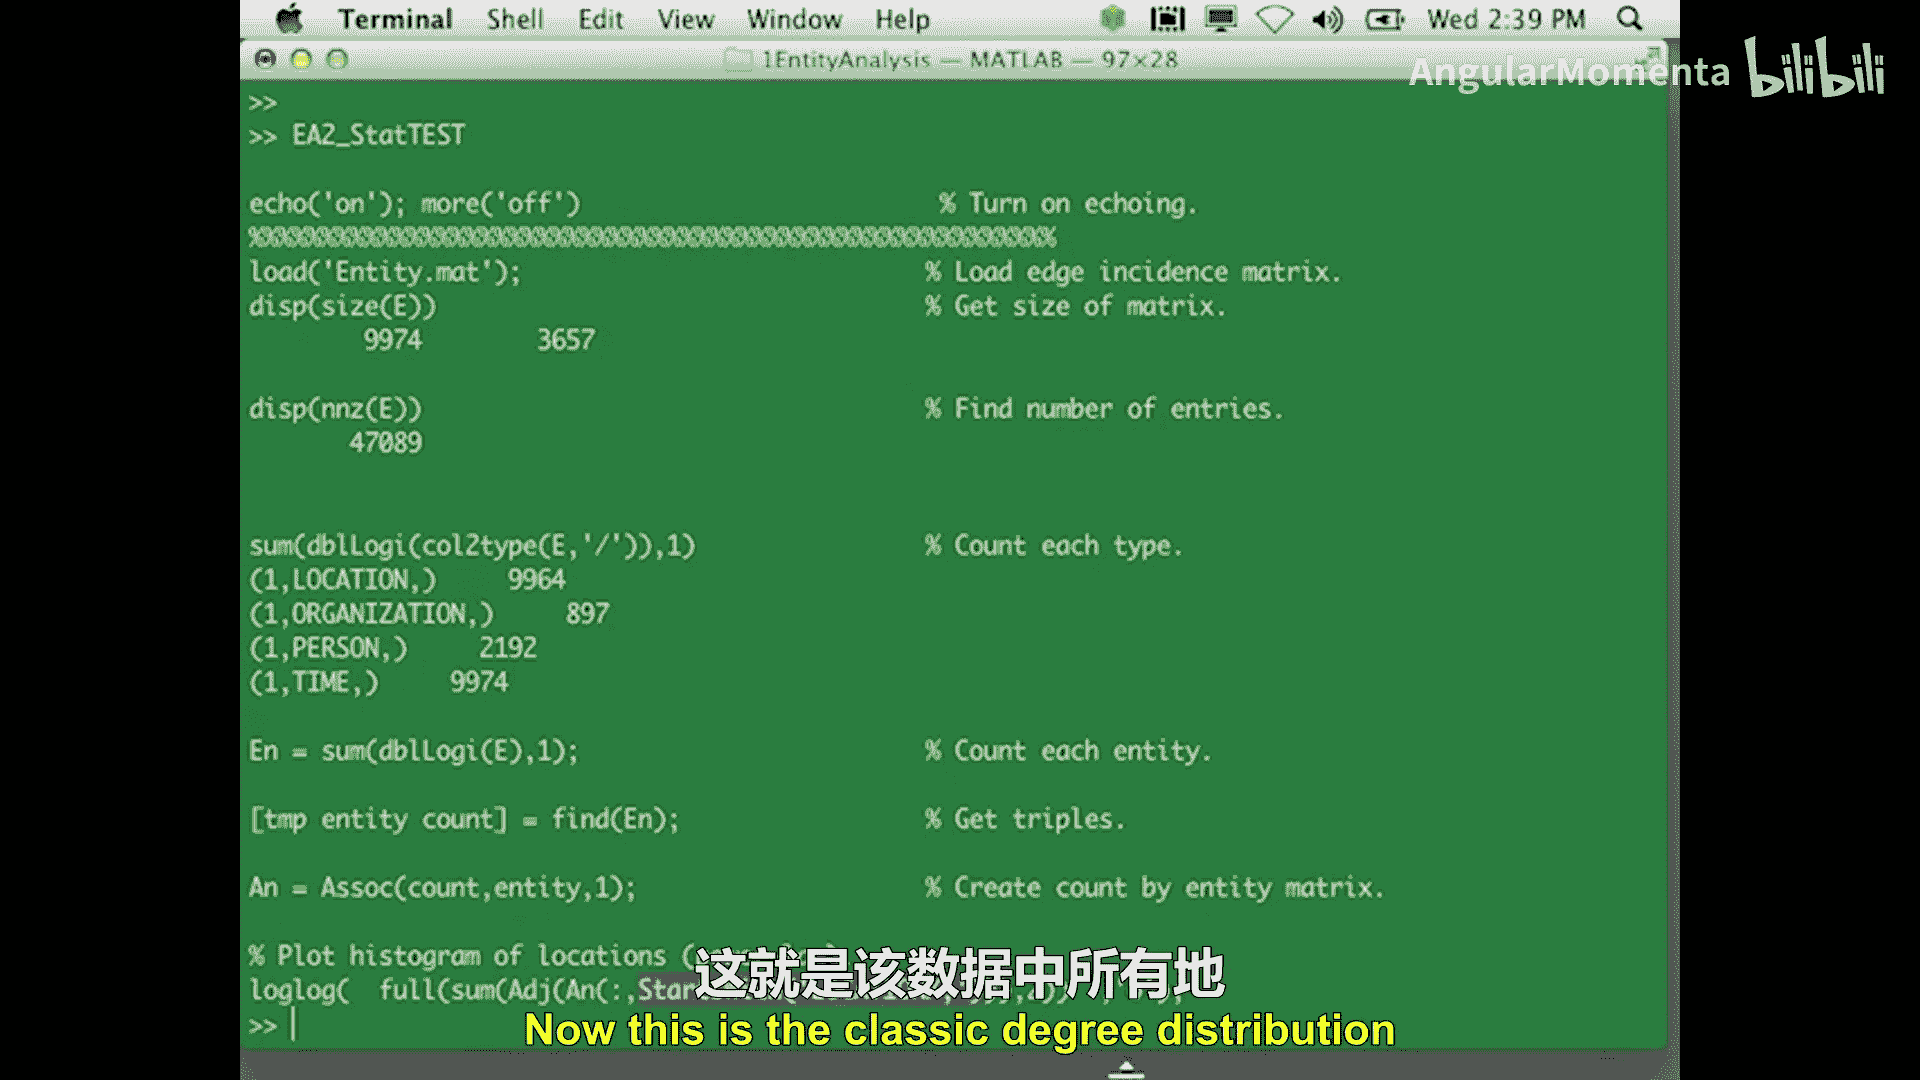 Terminal Shell Edit View Window Help Wed 2:39 PM
1EntityAnalysis — MATLAB — 97×28
AngularMomenta bilibili
>>
>> EA2_StatTEST
echo('on'); more('off') % Turn on echoing.
%%%%%%%%%%%%%%%%%%%%%%%%%%%%%%%%%%%%%%%%%%%%%%%%%%%%%%%%
load('Entity.mat'); % Load edge incidence matrix.
disp(size(E)) % Get size of matrix.
9974 3657
disp(nnz(E)) % Find number of entries.
47089
sum(dblLogi(col2type(E,'/')),1) % Count each type.
(1,LOCATION,) 9964
(1,ORGANIZATION,) 897
(1,PERSON,) 2192
(1,TIME,) 9974
En = sum(dblLogi(E),1); % Count each entity.
[tmp entity count] = find(En); % Get triples.
An = Assoc(count,entity,1); % Create count by entity matrix.
% Plot histogram of locations
loglog( full(sum(Adj(An(:,
>>
这就是该数据中所有地
Now this is the classic degree distribution